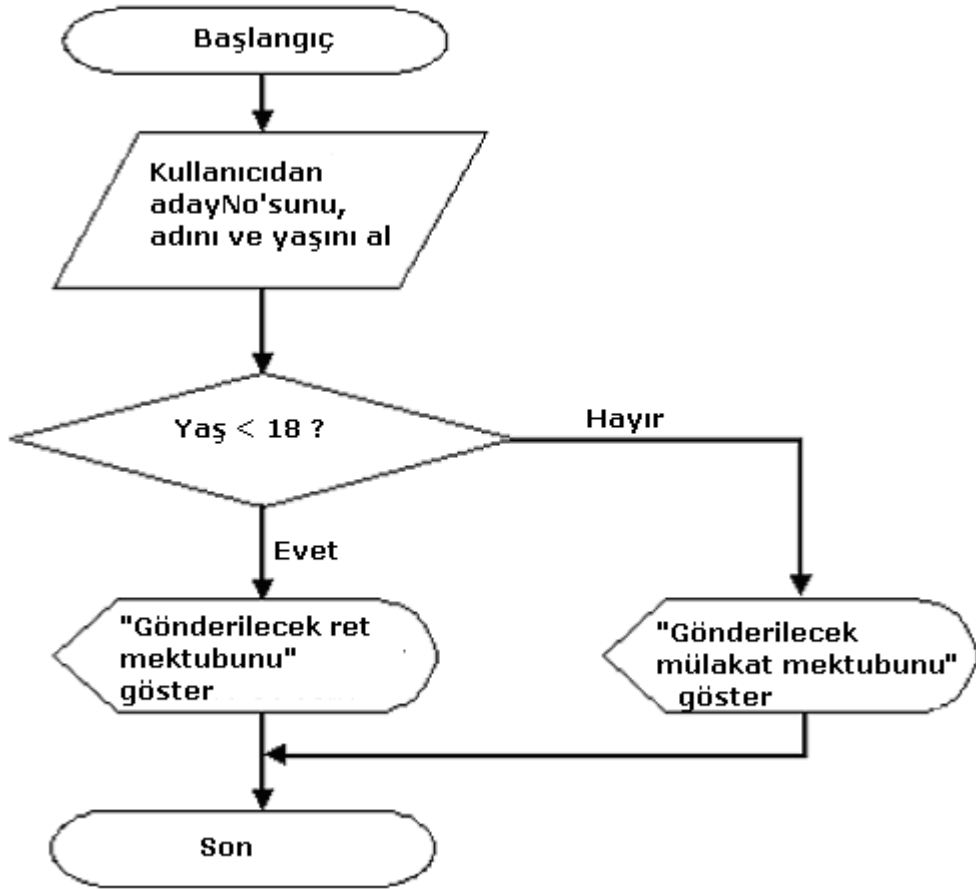 Başlangıç
Kullanıcıdan
adayNo'sunu,
adını ve yaşını al
Yaş < 18 ?
Hayır
Evet
"Gönderilecek ret
mektubunu"
göster
"Gönderilecek
mülakat mektubunu"
göster
Son